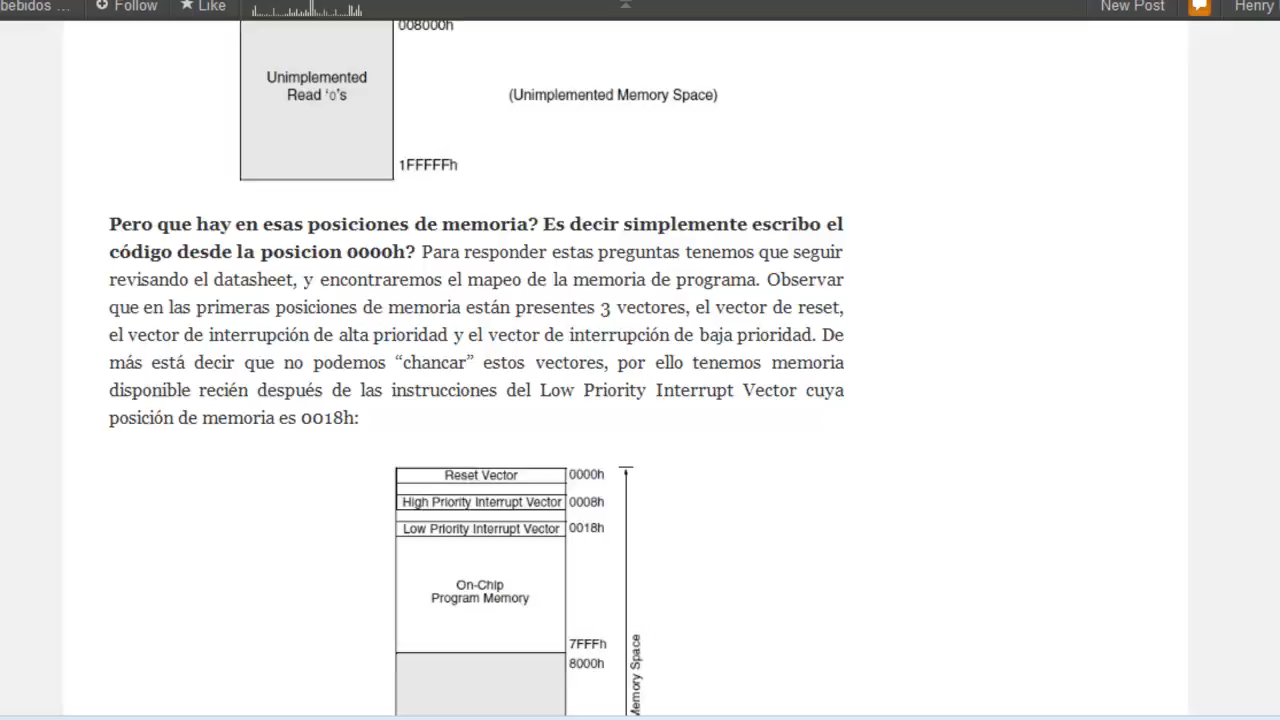 bebidos ... Follow Like New Post Henry
008000h
Unimplemented
Read ‘0’s
(Unimplemented Memory Space)
1FFFFFh
Pero que hay en esas posiciones de memoria? Es decir simplemente escribo el
código desde la posicion 0000h? Para responder estas preguntas tenemos que seguir
revisando el datasheet, y encontraremos el mapeo de la memoria de programa. Observar
que en las primeras posiciones de memoria están presentes 3 vectores, el vector de reset,
el vector de interrupción de alta prioridad y el vector de interrupción de baja prioridad. De
más está decir que no podemos “chancar” estos vectores, por ello tenemos memoria
disponible recién después de las instrucciones del Low Priority Interrupt Vector cuya
posición de memoria es 0018h:
Reset Vector 0000h
High Priority Interrupt Vector 0008h
Low Priority Interrupt Vector 0018h
On-Chip
Program Memory
7FFFh
8000h
Memory Space